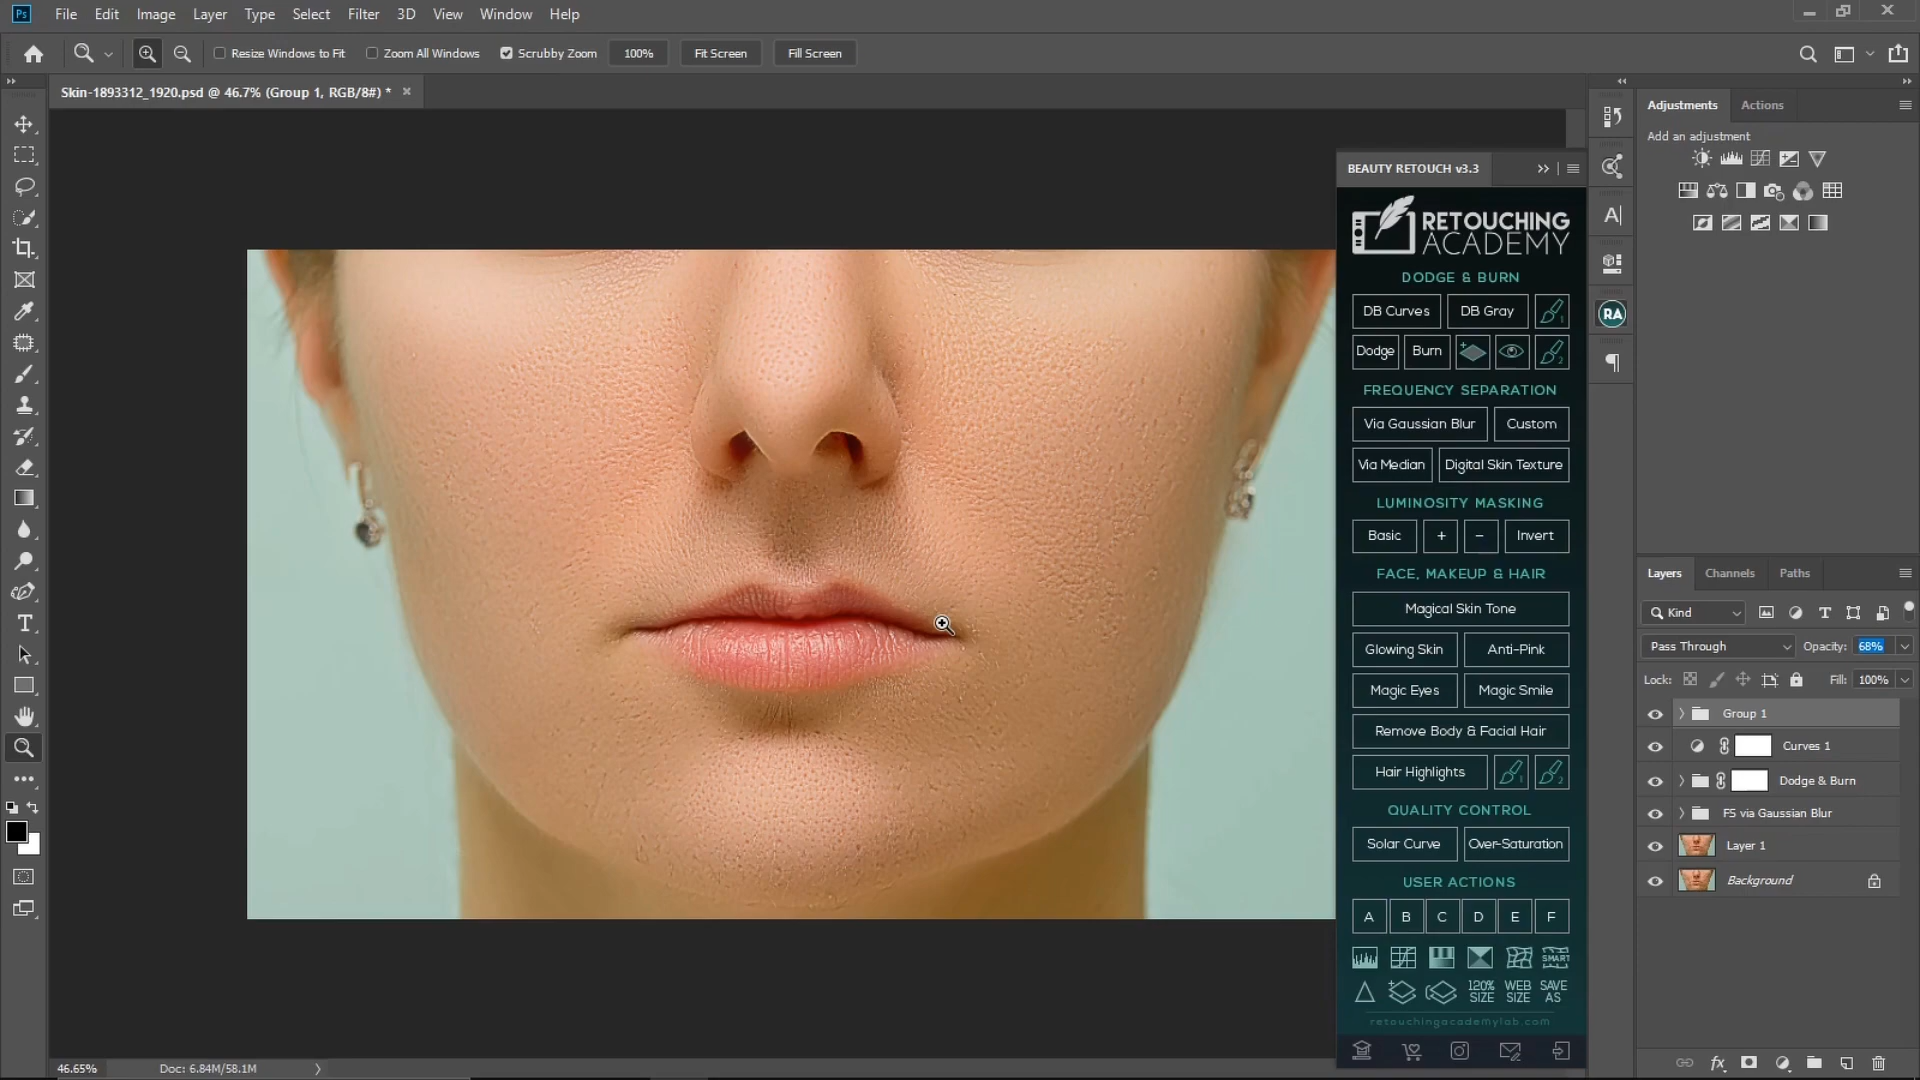 Ps File Edit Image Layer Type Select Filter 3D View Window Help
Resize Windows to Fit Zoom All Windows Scrubby Zoom 100% Fit Screen Fill Screen
Skin-1893312_1920.psd @ 46.7% (Group 1, RGB/8#) *
Adjustments Actions
Add an adjustment
BEAUTY RETOUCH v3.3
RETOUCHING
ACADEMY
DODGE & BURN
DB Curves DB Gray 1
Dodge Burn 2
FREQUENCY SEPARATION
Via Gaussian Blur Custom
Via Median Digital Skin Texture
LUMINOSITY MASKING
Basic + − Invert
FACE, MAKEUP & HAIR
Magical Skin Tone
Glowing Skin Anti-Pink
Magic Eyes Magic Smile
Remove Body & Facial Hair
Hair Highlights 1 2
QUALITY CONTROL
Solar Curve Over-Saturation
USER ACTIONS
A B C D E F
SMART
120% SIZE WEB SIZE SAVE AS
retouchingacademylab.com
RA
Layers Channels Paths
Kind
Pass Through Opacity: 68%
Lock: Fill: 100%
Group 1
Curves 1
Dodge & Burn
FS via Gaussian Blur
Layer 1
Background
46.65% Doc: 6.84M/58.1M